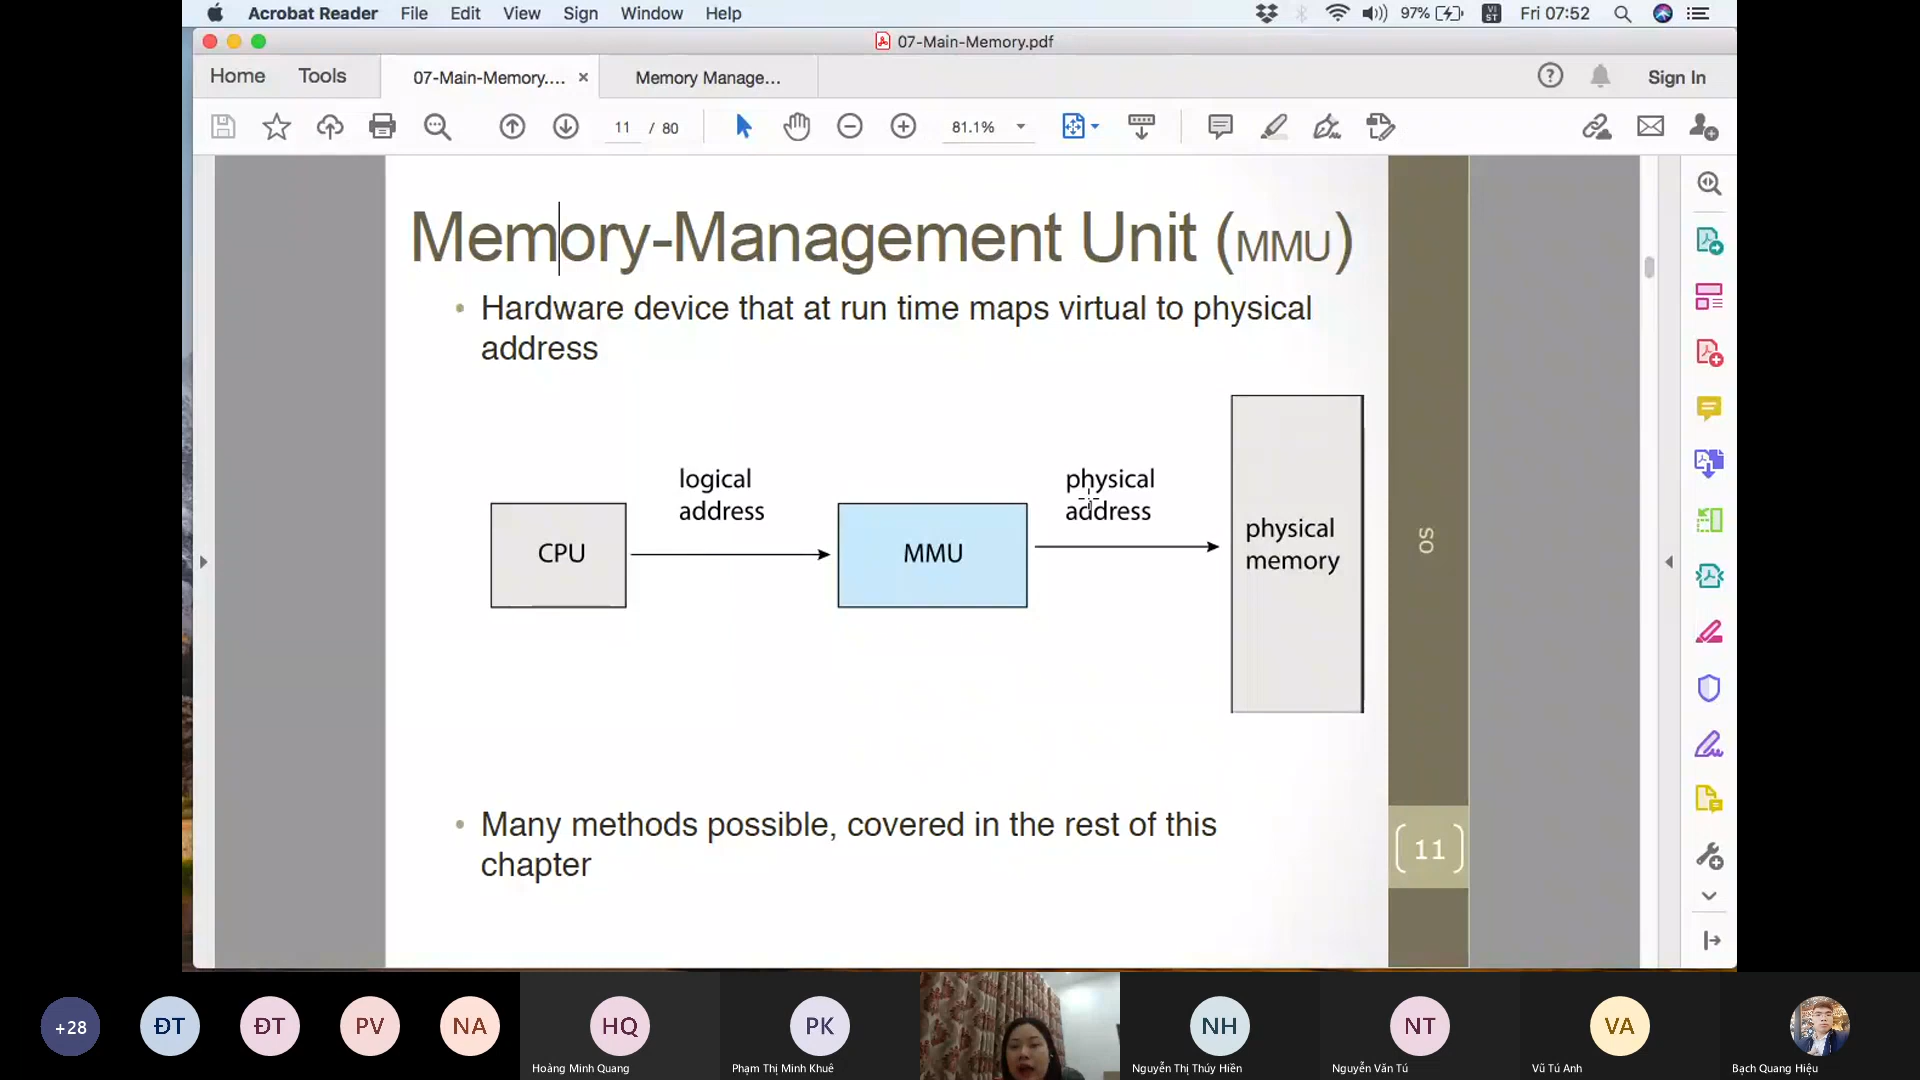 Acrobat Reader File Edit View Sign Window Help 97% VI ST Fri 07:52
07-Main-Memory.pdf
Home Tools 07-Main-Memory.... × Memory Manage... Sign In
11 / 80 81.1%
Memory-Management Unit (MMU)
• Hardware device that at run time maps virtual to physical
address
logical
address
physical
address
CPU
MMU
physical
memory
OS
• Many methods possible, covered in the rest of this
chapter
11
+28 ĐT ĐT PV NA HQ PK NH NT VA
Hoàng Minh Quang Phạm Thị Minh Khuê Nguyễn Thị Thúy Hiền Nguyễn Văn Tú Vũ Tú Anh Bạch Quang Hiệu